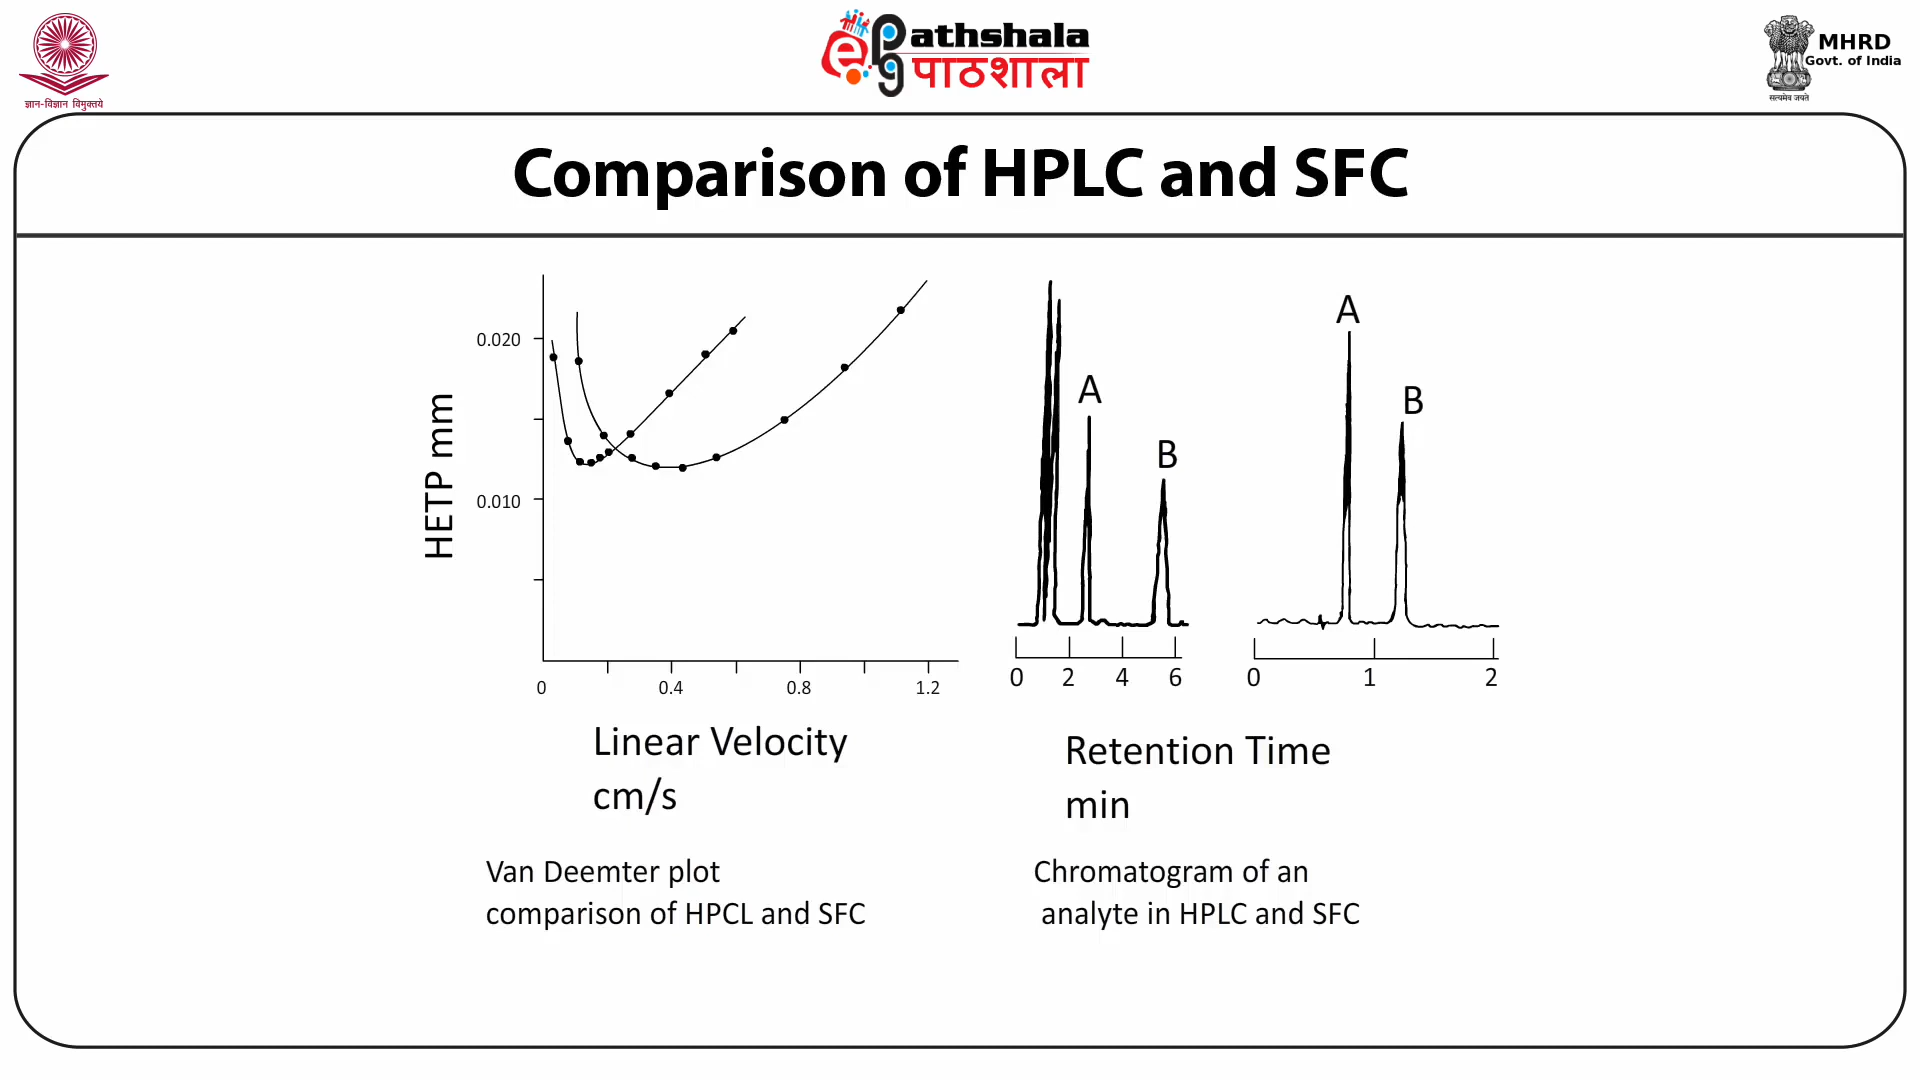 ज्ञान-विज्ञान विमुक्तये
ePathshala
पाठशाला
MHRD
Govt. of India
सत्यमेव जयते
Comparison of HPLC and SFC
HETP mm
0.020
0.010
0 0.4 0.8 1.2
Linear Velocity
cm/s
Van Deemter plot
comparison of HPCL and SFC
A
B
0 2 4 6
A
B
0 1 2
Retention Time
min
Chromatogram of an
analyte in HPLC and SFC